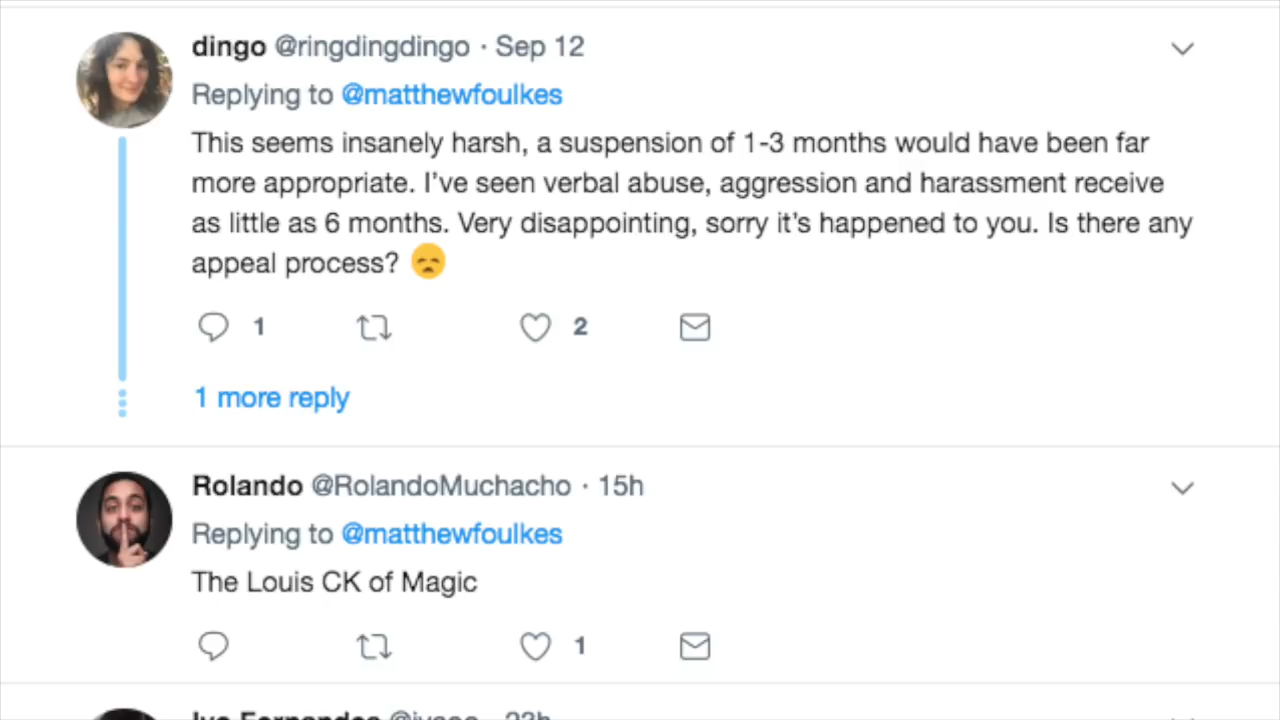 dingo @ringdingdingo · Sep 12
Replying to @matthewfoulkes
This seems insanely harsh, a suspension of 1-3 months would have been far
more appropriate. I've seen verbal abuse, aggression and harassment receive
as little as 6 months. Very disappointing, sorry it's happened to you. Is there any
appeal process? 😞
1 2
1 more reply
Rolando @RolandoMuchacho · 15h
Replying to @matthewfoulkes
The Louis CK of Magic
1